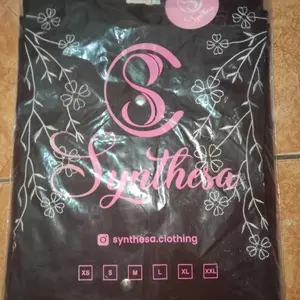 Synthesa
synthesa.clothing
XS S M L XL XXL